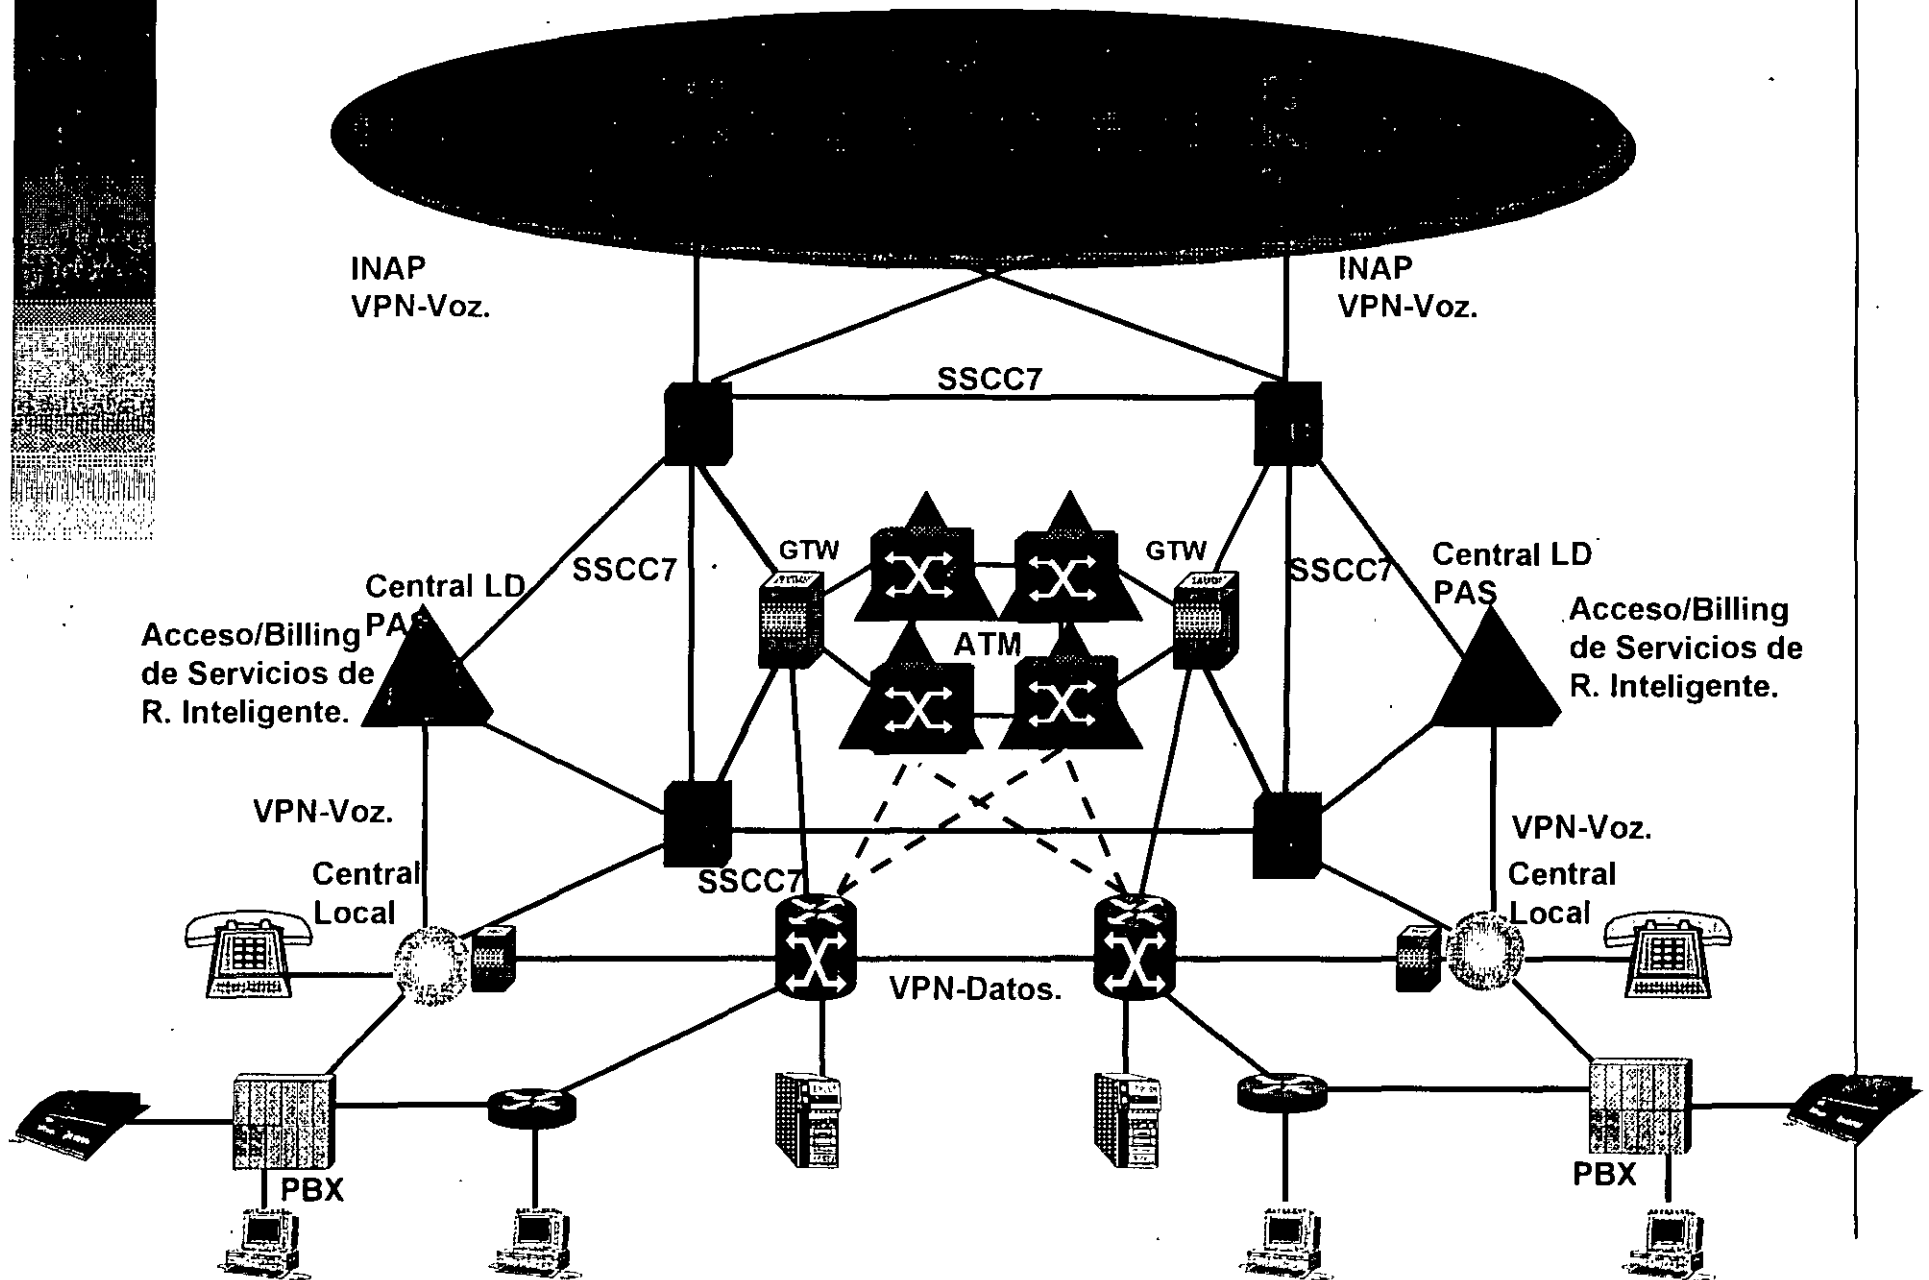 INAP
VPN-Voz.
INAP
VPN-Voz.
SSCC7
GTW
GTW
SSCC7
SSCC7
Central LD
PAS
Central LD
PAS
Acceso/Billing
de Servicios de
R. Inteligente.
Acceso/Billing
de Servicios de
R. Inteligente.
ATM
VPN-Voz.
VPN-Voz.
Central
Local
SSCC7
Central
Local
VPN-Datos.
PBX
PBX